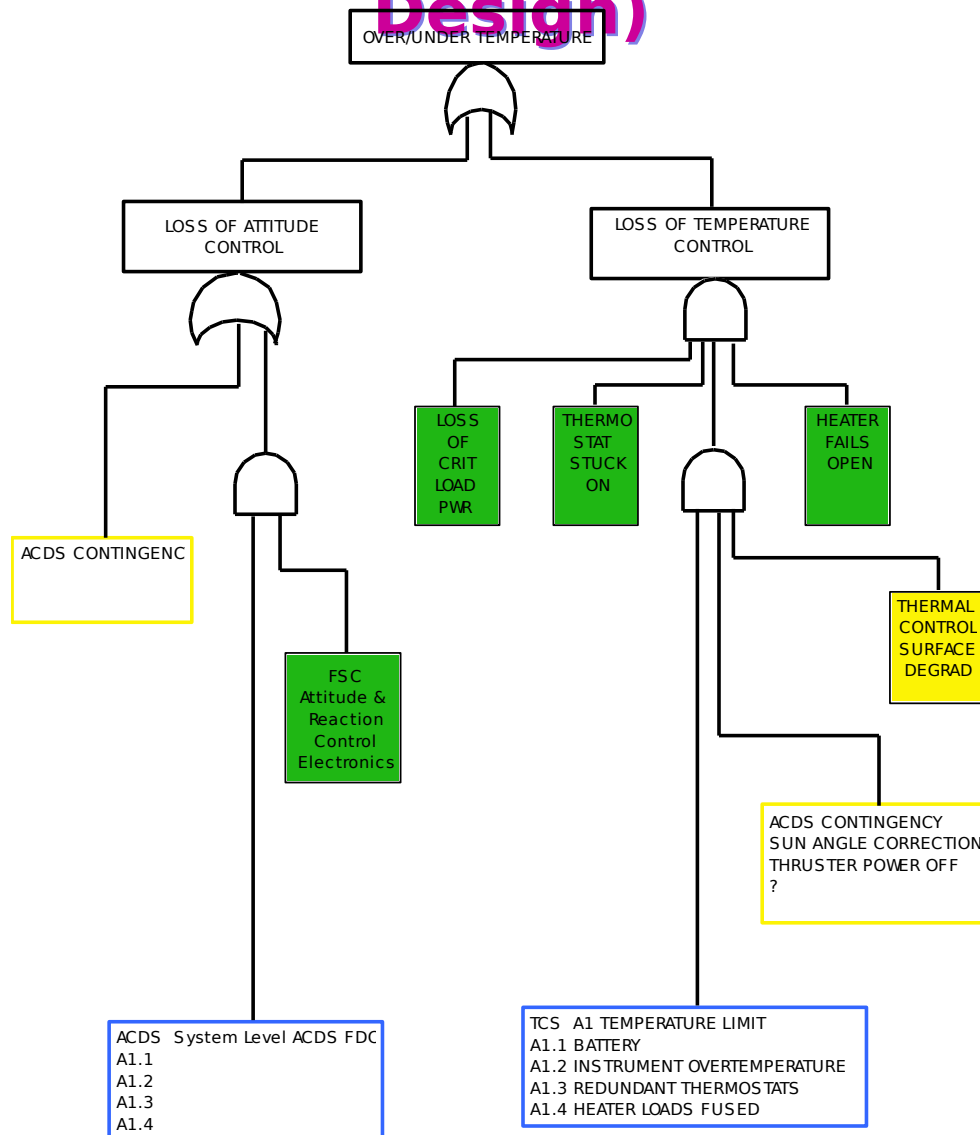 Design)
OVER/UNDER TEMPERATURE
LOSS OF ATTITUDE
CONTROL
LOSS OF TEMPERATURE
CONTROL
LOSS
OF
CRIT
LOAD
PWR
THERMO
STAT
STUCK
ON
HEATER
FAILS
OPEN
ACDS CONTINGENC
THERMAL
CONTROL
SURFACE
DEGRAD
FSC
Attitude &
Reaction
Control
Electronics
ACDS CONTINGENCY
SUN ANGLE CORRECTION
THRUSTER POWER OFF
?
ACDS System Level ACDS FDC
A1.1
A1.2
A1.3
A1.4
TCS A1 TEMPERATURE LIMIT
A1.1 BATTERY
A1.2 INSTRUMENT OVERTEMPERATURE
A1.3 REDUNDANT THERMOSTATS
A1.4 HEATER LOADS FUSED